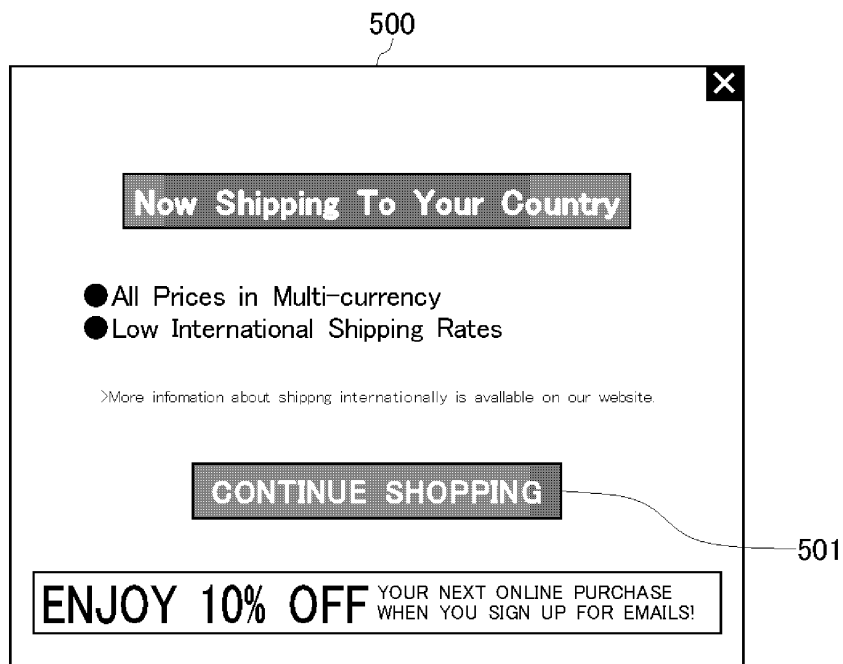 500
Now Shipping To Your Country
●All Prices in Multi-currency
●Low International Shipping Rates
>More infomation about shippng internationally is available on our website.
CONTINUE SHOPPING
501
ENJOY 10% OFF
YOUR NEXT ONLINE PURCHASE
WHEN YOU SIGN UP FOR EMAILS!